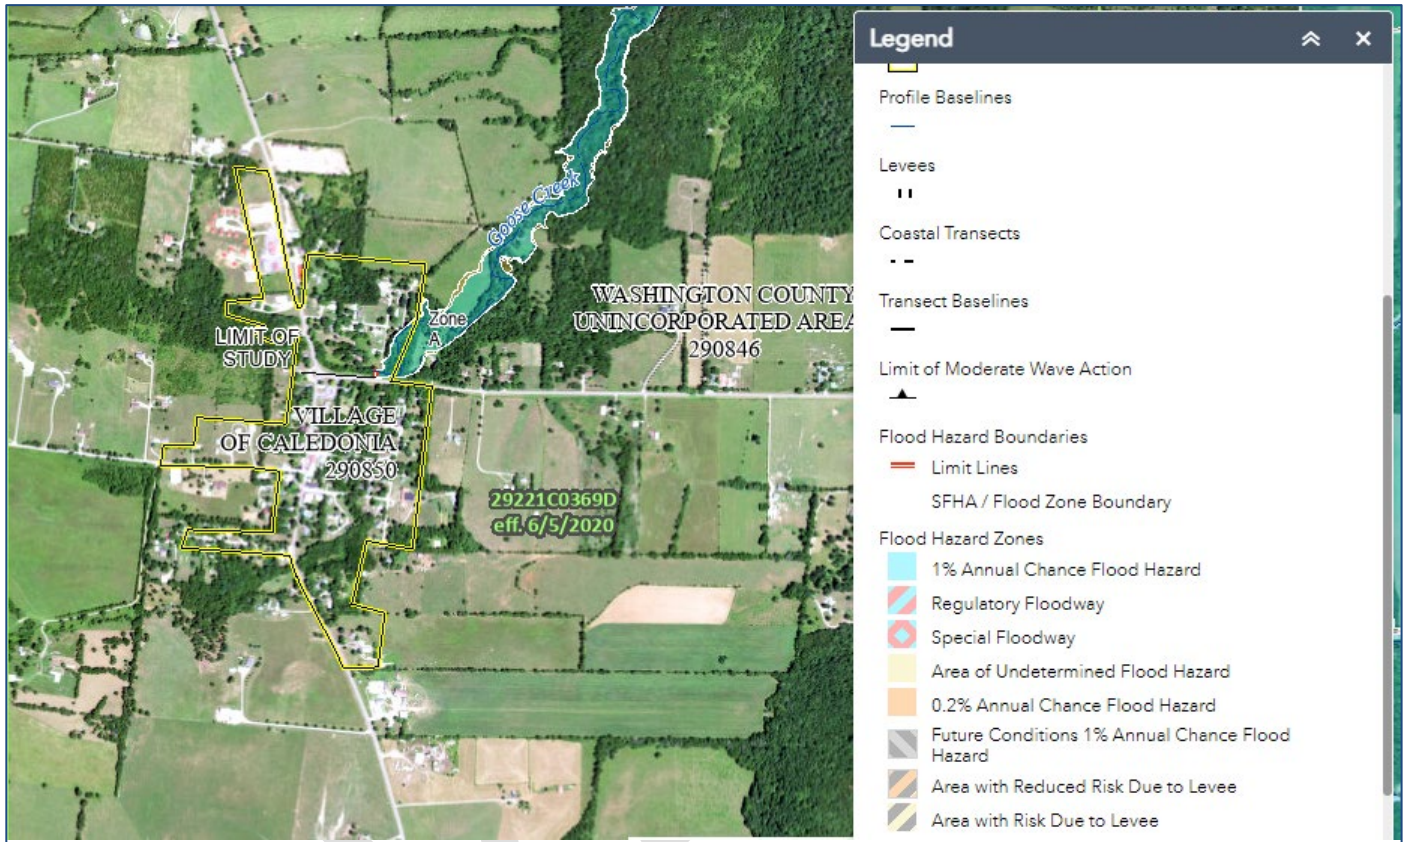 Goose Creek
Zone
A
WASHINGTON COUNTY
UNINCORPORATED AREA
290846
LIMIT OF
STUDY
VILLAGE
OF CALEDONIA
290850
29221C0369D
eff. 6/5/2020
Legend
Profile Baselines
Levees
Coastal Transects
Transect Baselines
Limit of Moderate Wave Action
Flood Hazard Boundaries
Limit Lines
SFHA / Flood Zone Boundary
Flood Hazard Zones
1% Annual Chance Flood Hazard
Regulatory Floodway
Special Floodway
Area of Undetermined Flood Hazard
0.2% Annual Chance Flood Hazard
Future Conditions 1% Annual Chance Flood
Hazard
Area with Reduced Risk Due to Levee
Area with Risk Due to Levee